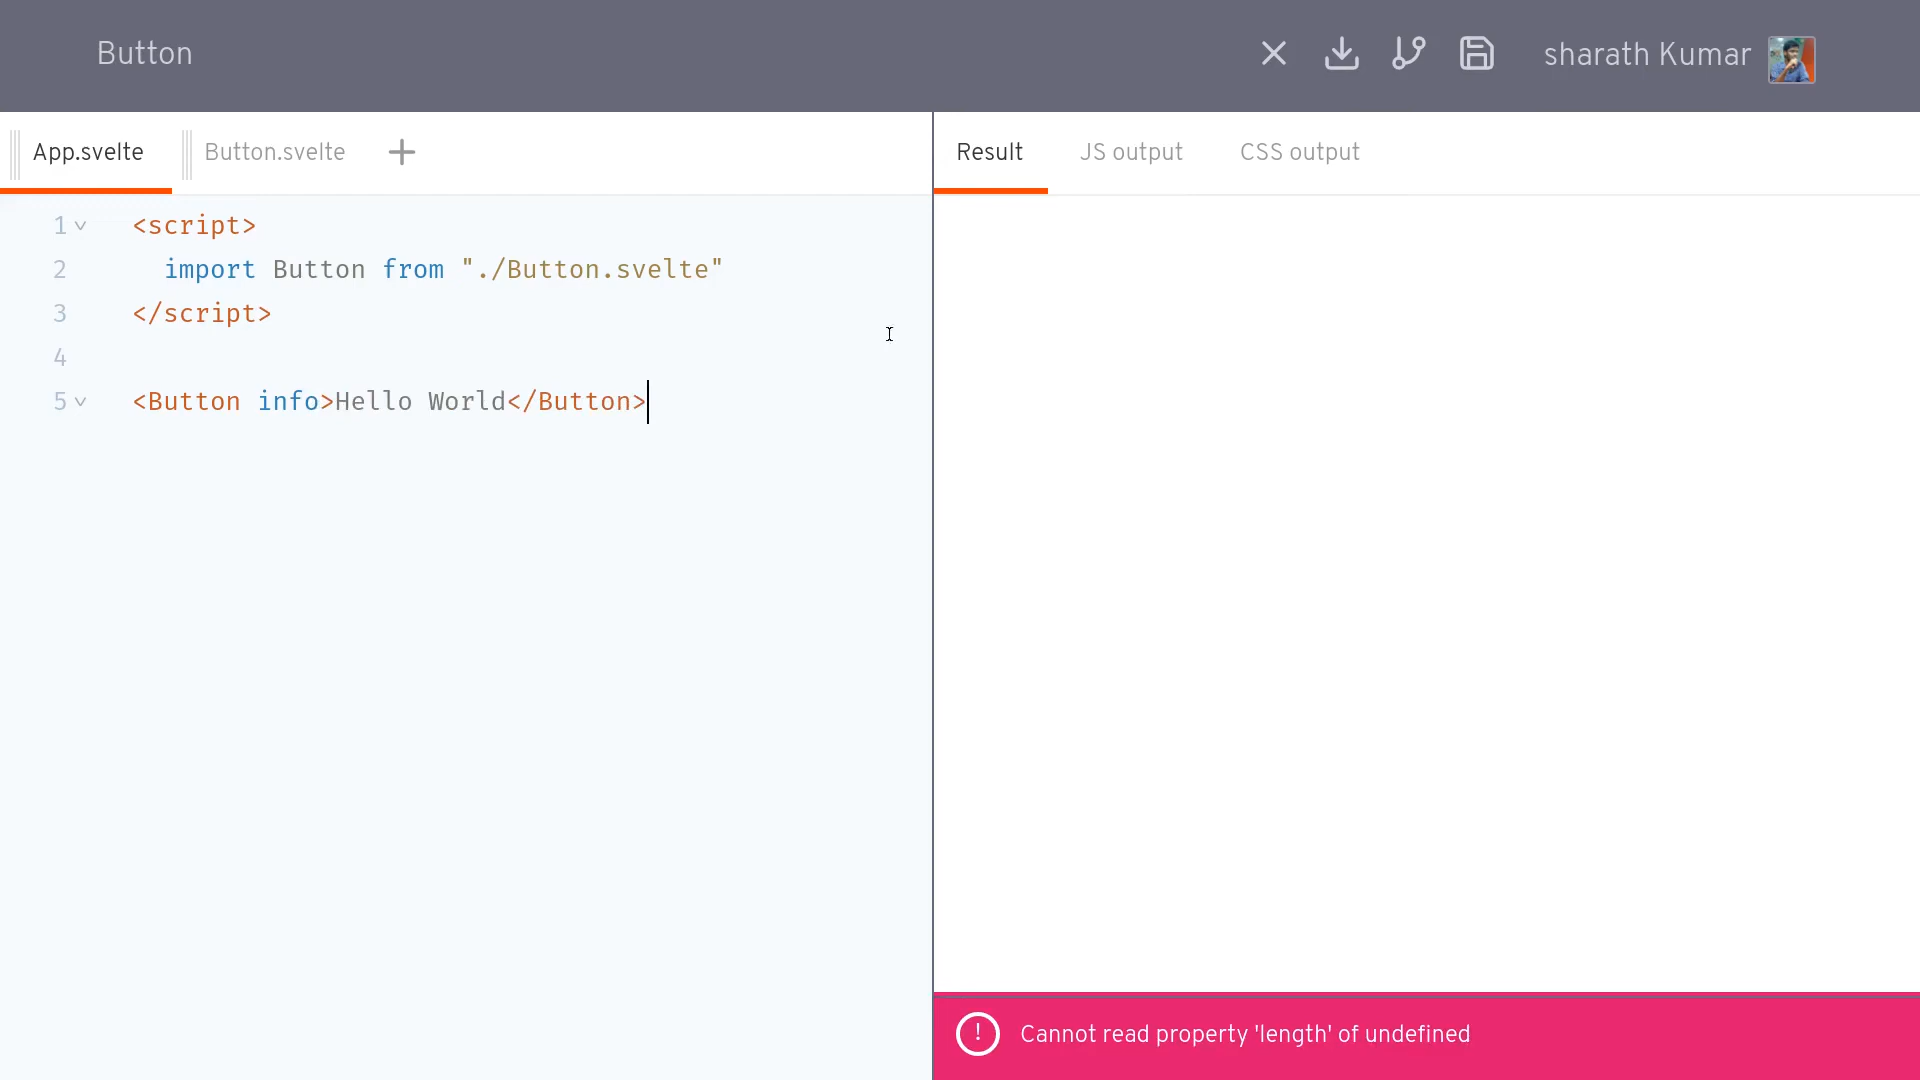 Button
sharath Kumar
App.svelte
Button.svelte
Result
JS output
CSS output
1 <script>
2 import Button from "./Button.svelte"
3 </script>
4
5 <Button info>Hello World</Button>
! Cannot read property 'length' of undefined